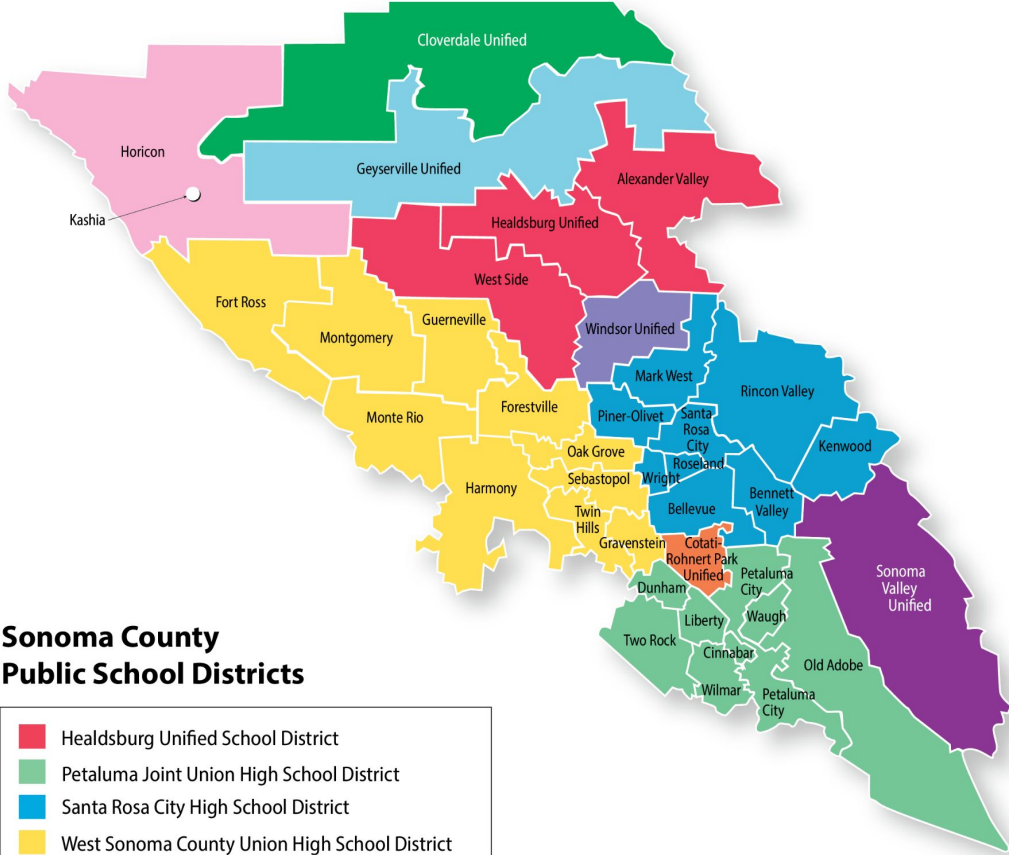 Cloverdale Unified
Horicon
Geyserville Unified
Alexander Valley
Kashia
Healdsburg Unified
West Side
Fort Ross
Guerneville
Windsor Unified
Montgomery
Mark West
Rincon Valley
Monte Rio
Forestville
Piner-Olivet
Santa
Rosa
City
Kenwood
Oak Grove
Roseland
Sebastopol
Wright
Harmony
Bennett
Valley
Bellevue
Twin
Hills
Gravenstein
Cotati-
Rohnert Park
Unified
Petaluma
City
Sonoma
Valley
Unified
Dunham
Liberty
Waugh
Two Rock
Cinnabar
Old Adobe
Wilmar
Petaluma
City
Sonoma County
Public School Districts
Healdsburg Unified School District
Petaluma Joint Union High School District
Santa Rosa City High School District
West Sonoma County Union High School District